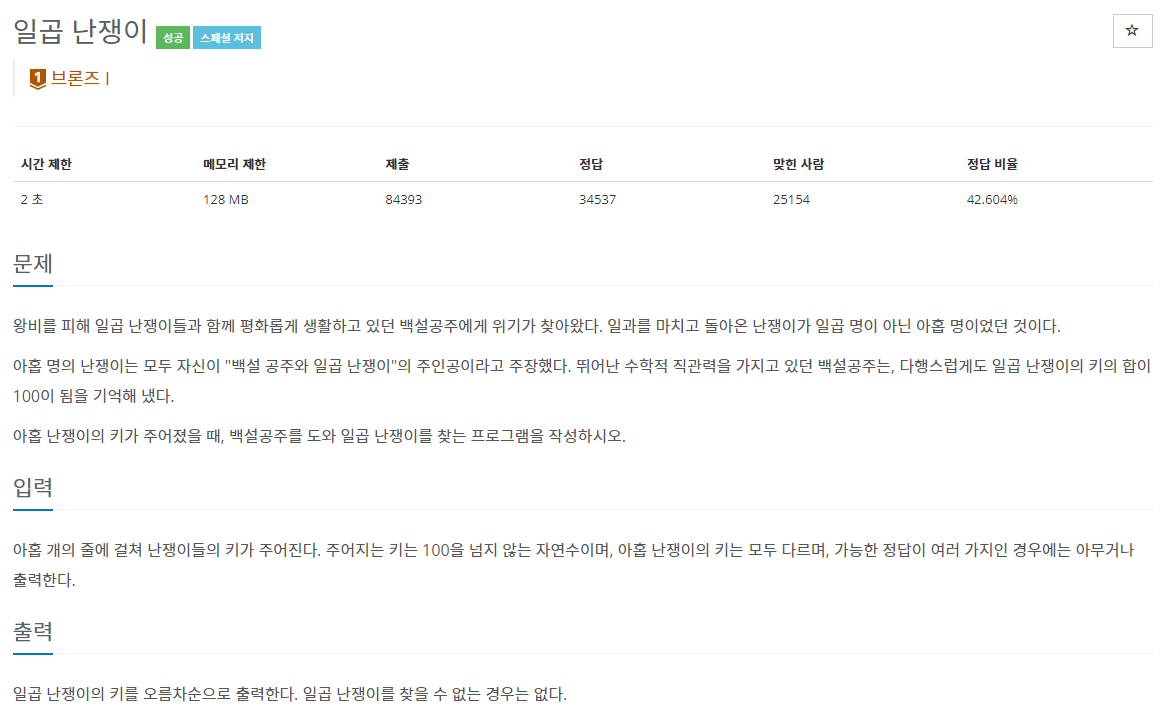 일곱 난쟁이 성공 스페셜 저지
☆
1 브론즈 I
시간 제한 메모리 제한 제출 정답 맞힌 사람 정답 비율
2 초 128 MB 84393 34537 25154 42.604%
문제
왕비를 피해 일곱 난쟁이들과 함께 평화롭게 생활하고 있던 백설공주에게 위기가 찾아왔다. 일과를 마치고 돌아온 난쟁이가 일곱 명이 아닌 아홉 명이었던 것이다.
아홉 명의 난쟁이는 모두 자신이 "백설 공주와 일곱 난쟁이"의 주인공이라고 주장했다. 뛰어난 수학적 직관력을 가지고 있던 백설공주는, 다행스럽게도 일곱 난쟁이의 키의 합이
100이 됨을 기억해 냈다.
아홉 난쟁이의 키가 주어졌을 때, 백설공주를 도와 일곱 난쟁이를 찾는 프로그램을 작성하시오.
입력
아홉 개의 줄에 걸쳐 난쟁이들의 키가 주어진다. 주어지는 키는 100을 넘지 않는 자연수이며, 아홉 난쟁이의 키는 모두 다르며, 가능한 정답이 여러 가지인 경우에는 아무거나
출력한다.
출력
일곱 난쟁이의 키를 오름차순으로 출력한다. 일곱 난쟁이를 찾을 수 없는 경우는 없다.